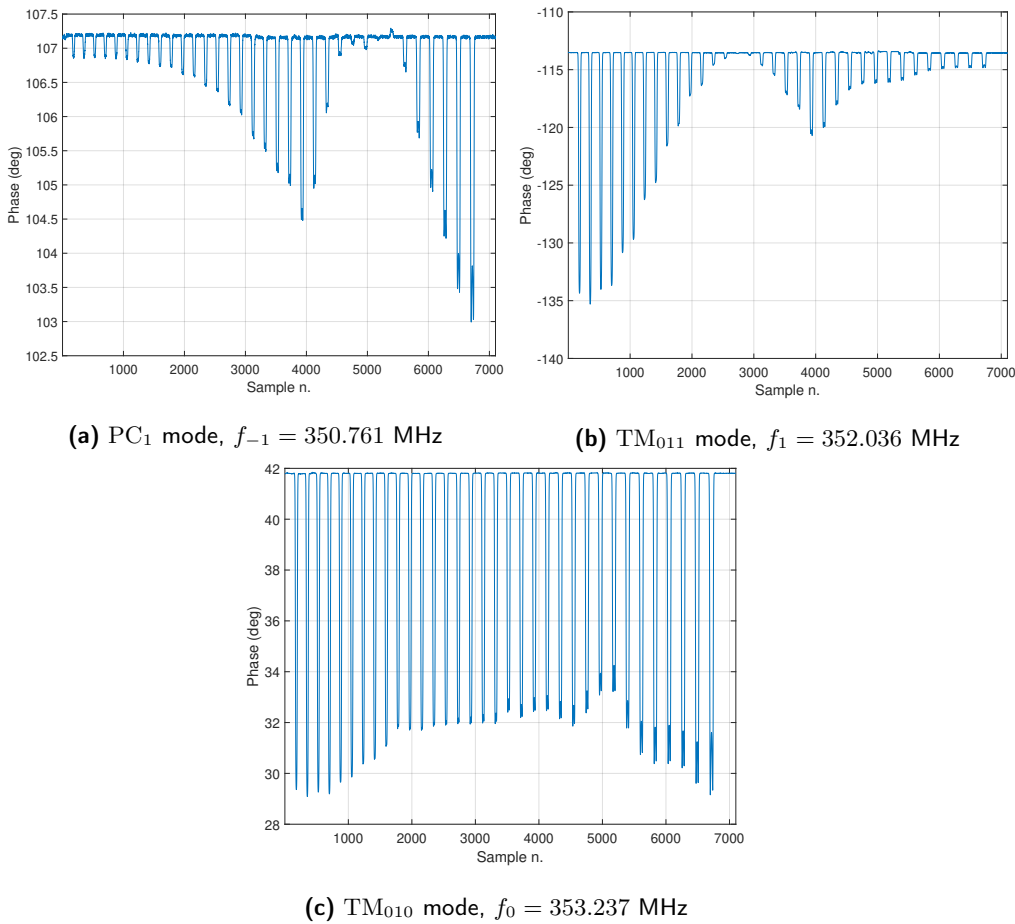 107.5
107
106.5
106
105.5
105
104.5
104
103.5
103
102.5
Phase (deg)
1000 2000 3000 4000 5000 6000 7000
Sample n.
(a) PC₁ mode, f₋₁ = 350.761 MHz
-110
-115
-120
-125
-130
-135
-140
Phase (deg)
1000 2000 3000 4000 5000 6000 7000
Sample n.
(b) TM₀₁₁ mode, f₁ = 352.036 MHz
42
40
38
36
34
32
30
28
Phase (deg)
1000 2000 3000 4000 5000 6000 7000
Sample n.
(c) TM₀₁₀ mode, f₀ = 353.237 MHz